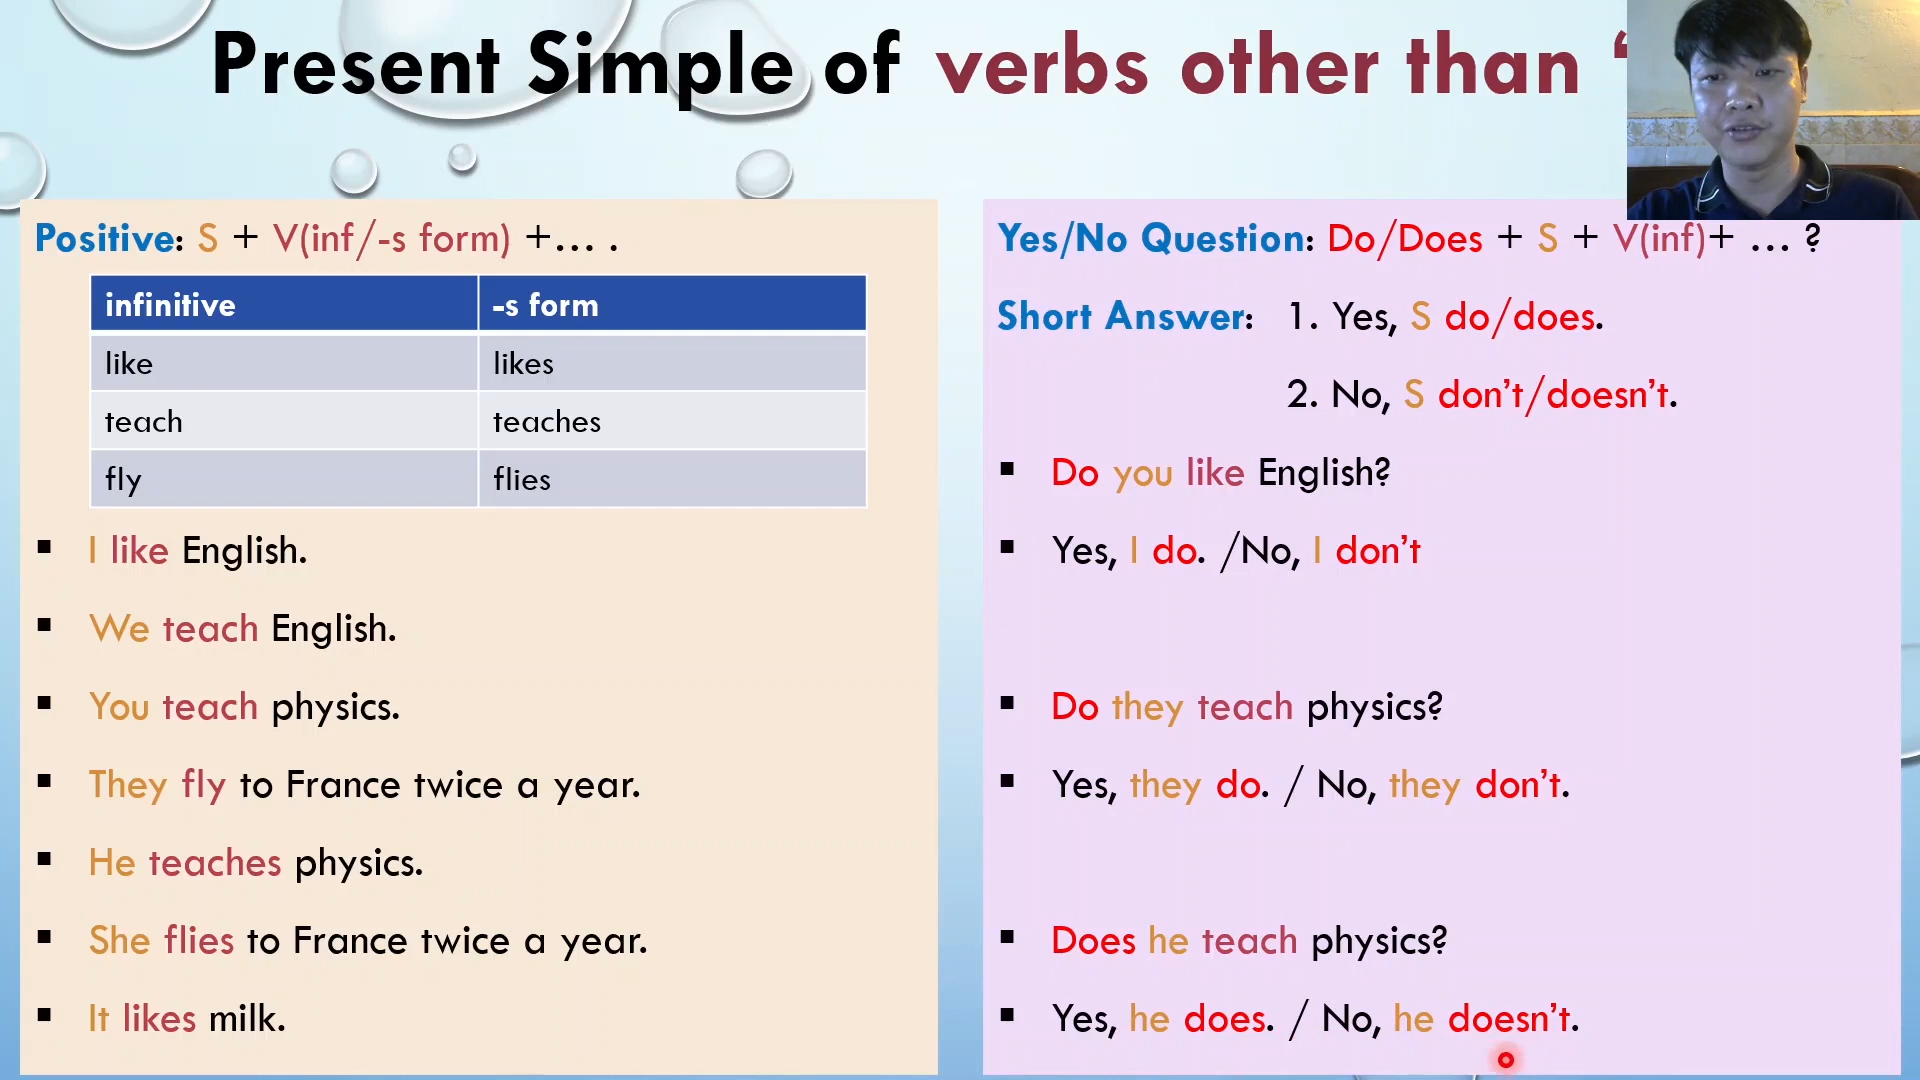 Present Simple of verbs other than ‘
Positive: S + V(inf/-s form) +… .
infinitive -s form
like likes
teach teaches
fly flies
▪ I like English.
▪ We teach English.
▪ You teach physics.
▪ They fly to France twice a year.
▪ He teaches physics.
▪ She flies to France twice a year.
▪ It likes milk.
Yes/No Question: Do/Does + S + V(inf)+ … ?
Short Answer: 1. Yes, S do/does.
2. No, S don’t/doesn’t.
▪ Do you like English?
▪ Yes, I do. /No, I don’t
▪ Do they teach physics?
▪ Yes, they do. / No, they don’t.
▪ Does he teach physics?
▪ Yes, he does. / No, he doesn’t.